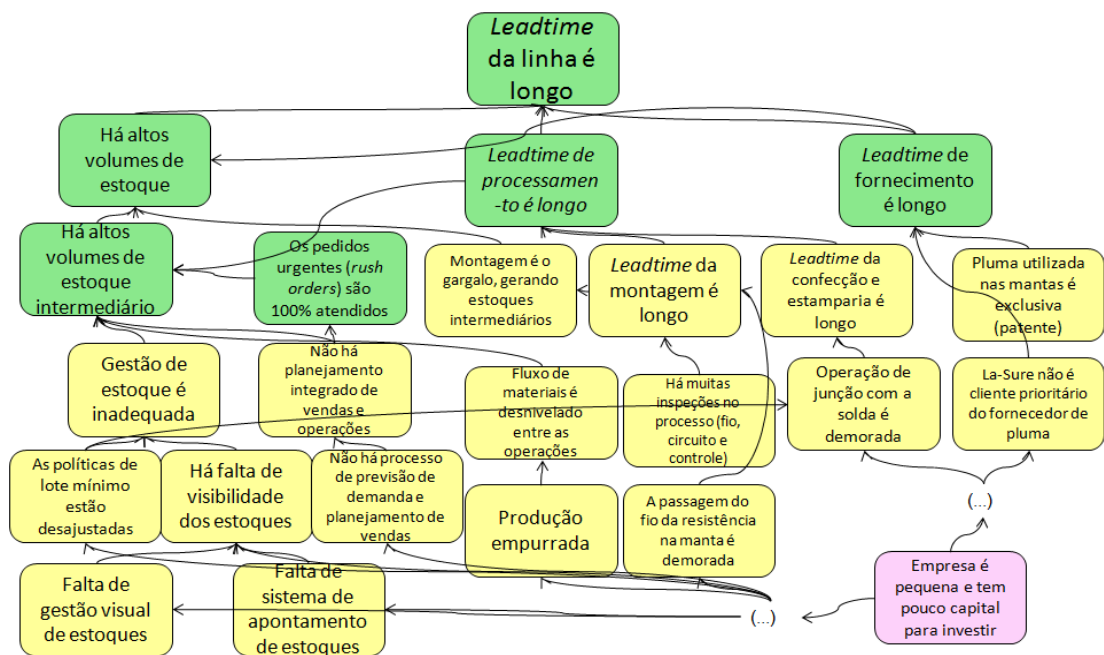 Leadtime
da linha é
longo
Há altos
volumes de
estoque
Leadtime de
processamen
-to é longo
Leadtime de
fornecimento
é longo
Há altos
volumes de
estoque
intermediário
Os pedidos
urgentes (rush
orders) são
100% atendidos
Montagem é o
gargalo, gerando
estoques
intermediários
Leadtime da
montagem é
longo
Leadtime da
confecção e
estamparia é
longo
Pluma utilizada
nas mantas é
exclusiva
(patente)
Gestão de
estoque é
inadequada
Não há
planejamento
integrado de
vendas e
operações
Fluxo de
materiais é
desnivelado
entre as
operações
Há muitas
inspeções no
processo (fio,
circuito e
controle)
Operação de
junção com a
solda é
demorada
La-Sure não é
cliente prioritário
do fornecedor de
pluma
As políticas de
lote mínimo
estão
desajustadas
Há falta de
visibilidade
dos estoques
Não há processo
de previsão de
demanda e
planejamento de
vendas
Produção
empurrada
A passagem do
fio da resistência
na manta é
demorada
(...)
Falta de
gestão visual
de estoques
Falta de
sistema de
apontamento
de estoques
(...)
Empresa é
pequena e tem
pouco capital
para investir